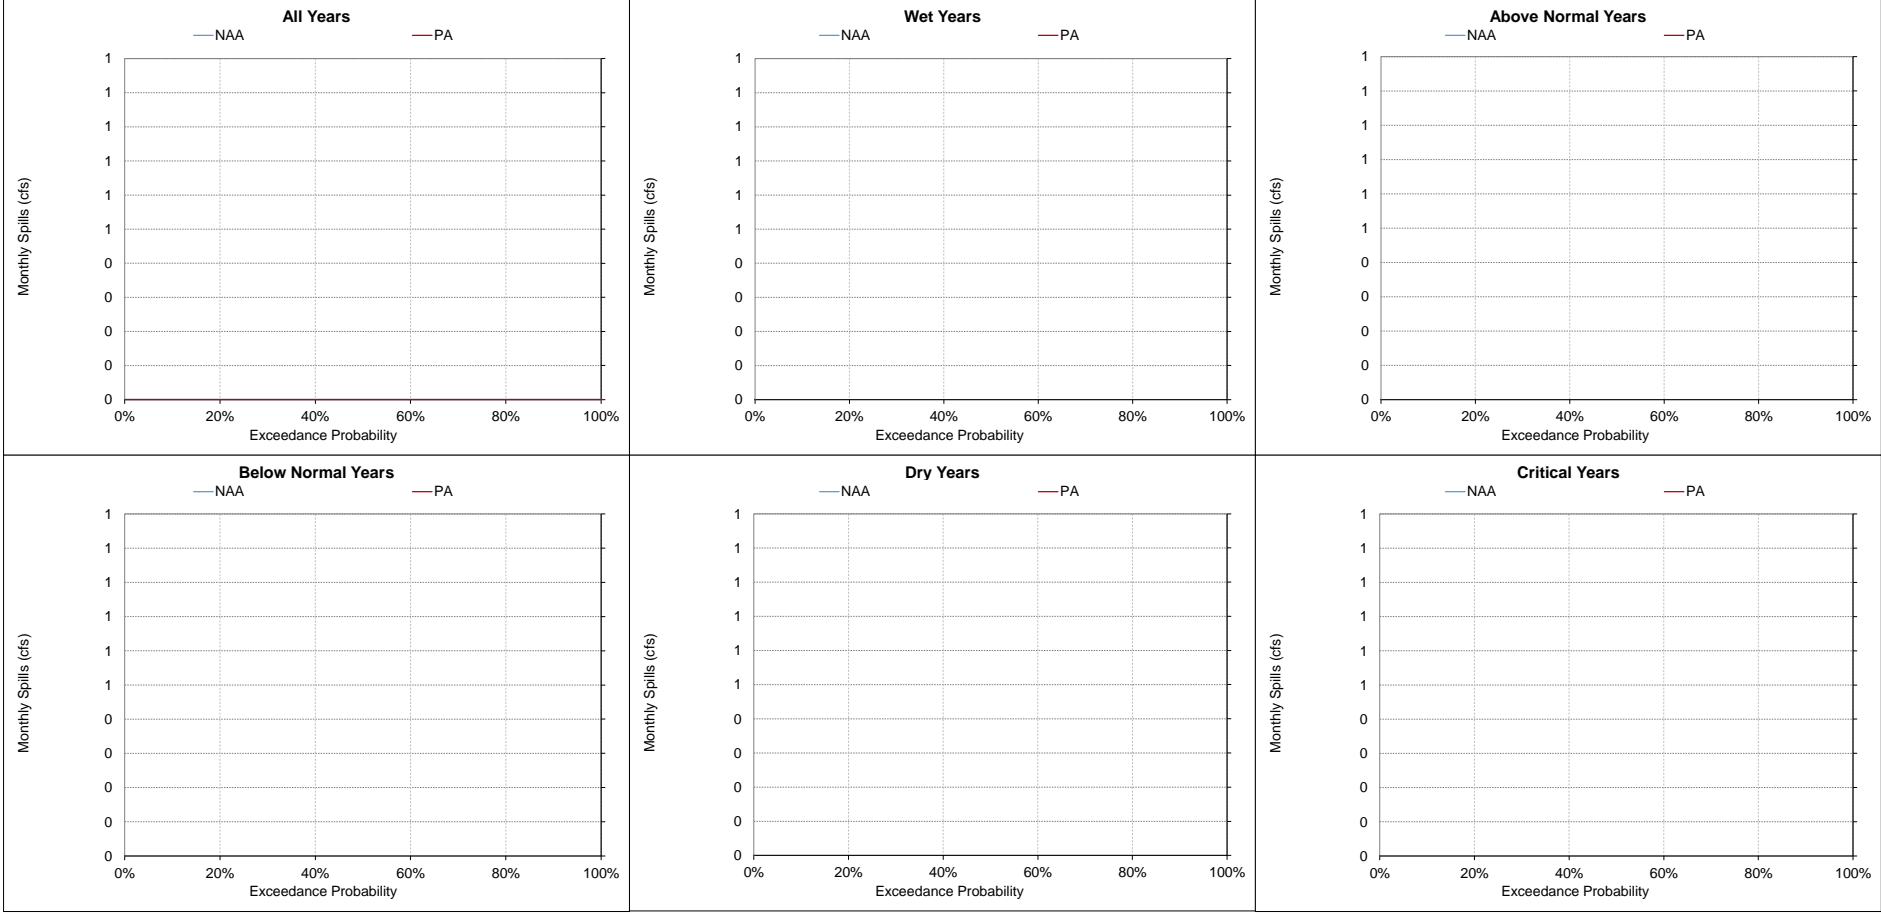 All Years
NAA PA
1
1
1
1
1
1
0
0
0
0
0
Monthly Spills (cfs)
0% 20% 40% 60% 80% 100%
Exceedance Probability
Wet Years
NAA PA
1
1
1
1
1
1
0
0
0
0
0
Monthly Spills (cfs)
0% 20% 40% 60% 80% 100%
Exceedance Probability
Above Normal Years
NAA PA
1
1
1
1
1
1
0
0
0
0
0
Monthly Spills (cfs)
0% 20% 40% 60% 80% 100%
Exceedance Probability
Below Normal Years
NAA PA
1
1
1
1
1
1
0
0
0
0
0
Monthly Spills (cfs)
0% 20% 40% 60% 80% 100%
Exceedance Probability
Dry Years
NAA PA
1
1
1
1
1
1
0
0
0
0
0
Monthly Spills (cfs)
0% 20% 40% 60% 80% 100%
Exceedance Probability
Critical Years
NAA PA
1
1
1
1
1
1
0
0
0
0
0
Monthly Spills (cfs)
0% 20% 40% 60% 80% 100%
Exceedance Probability